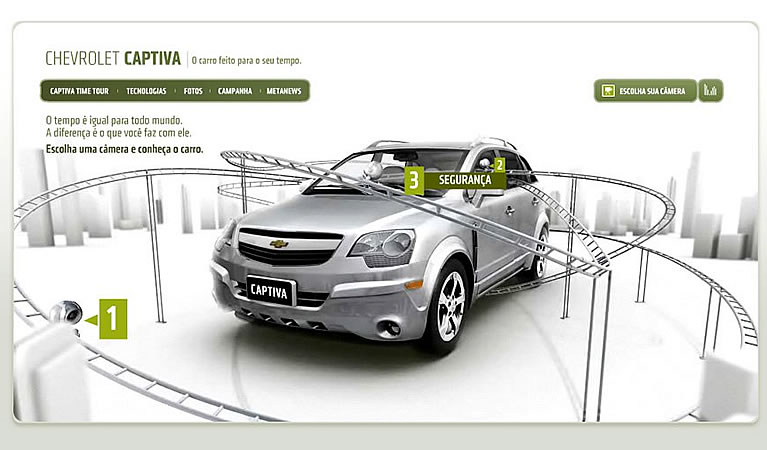 CHEVROLET CAPTIVA O carro feito para o seu tempo.
CAPTIVA TIME TOUR TECNOLOGIAS FOTOS CAMPANHA METANEWS
ESCOLHA SUA CÂMERA
O tempo é igual para todo mundo.
A diferença é o que você faz com ele.
Escolha uma câmera e conheça o carro.
2
3 SEGURANÇA
CAPTIVA
1